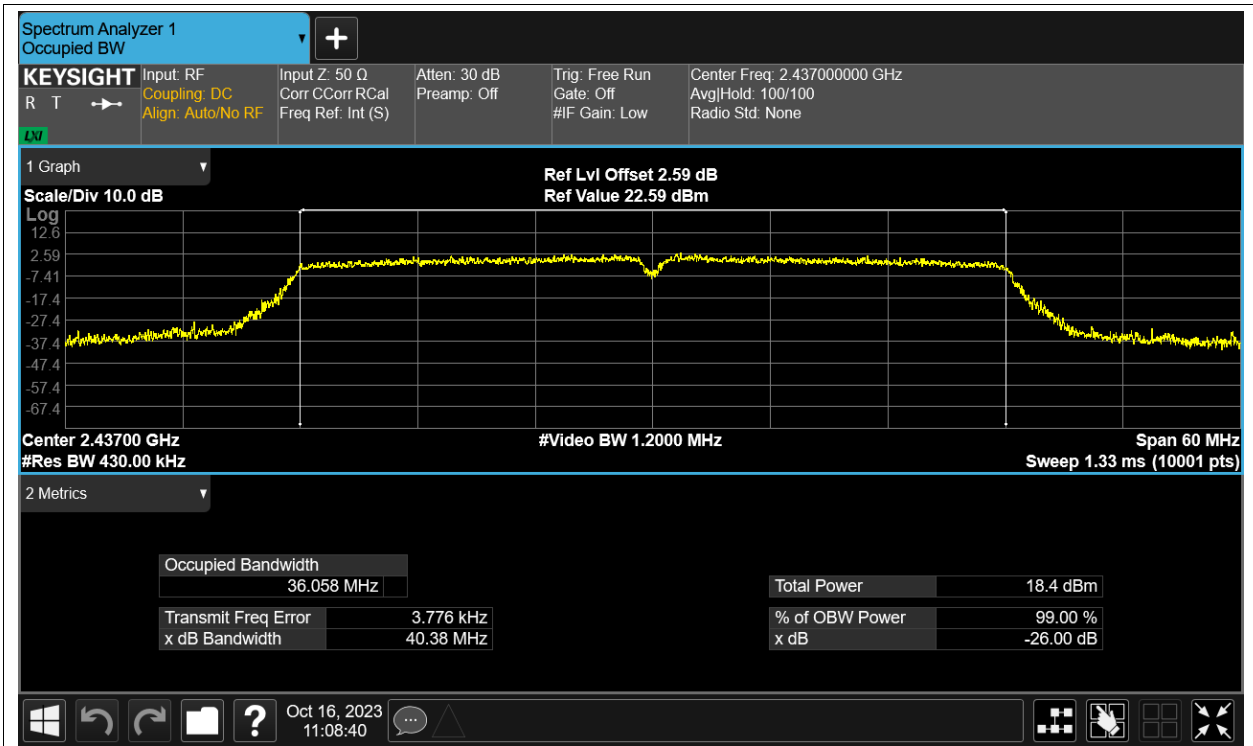 Spectrum Analyzer 1
Occupied BW
KEYSIGHT Input: RF Input Z: 50 Ω Atten: 30 dB Trig: Free Run Center Freq: 2.437000000 GHz
R T Coupling: DC Corr CCorr RCal Preamp: Off Gate: Off Avg|Hold: 100/100
Align: Auto/No RF Freq Ref: Int (S) #IF Gain: Low Radio Std: None
LXI
1 Graph
Ref Lvl Offset 2.59 dB
Scale/Div 10.0 dB Ref Value 22.59 dBm
Log
12.6
2.59
-7.41
-17.4
-27.4
-37.4
-47.4
-57.4
-67.4
Center 2.43700 GHz #Video BW 1.2000 MHz Span 60 MHz
#Res BW 430.00 kHz Sweep 1.33 ms (10001 pts)
2 Metrics
Occupied Bandwidth
36.058 MHz Total Power 18.4 dBm
Transmit Freq Error 3.776 kHz % of OBW Power 99.00 %
x dB Bandwidth 40.38 MHz x dB -26.00 dB
? Oct 16, 2023
11:08:40